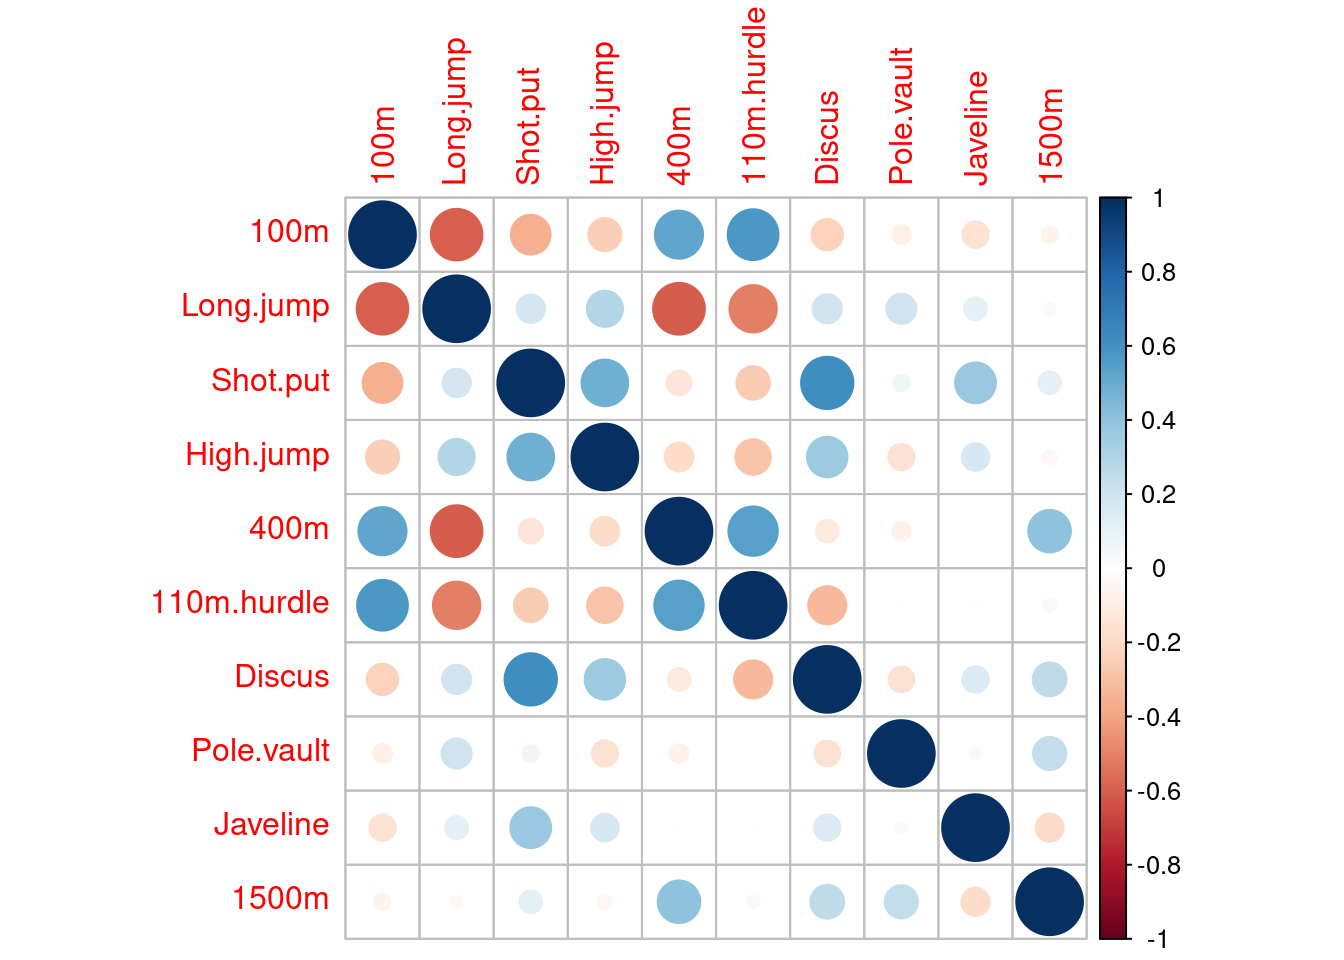 100m
Long.jump
Shot.put
High.jump
400m
110m.hurdle
Discus
Pole.vault
Javeline
1500m
100m
Long.jump
Shot.put
High.jump
400m
110m.hurdle
Discus
Pole.vault
Javeline
1500m
1
0.8
0.6
0.4
0.2
0
-0.2
-0.4
-0.6
-0.8
-1